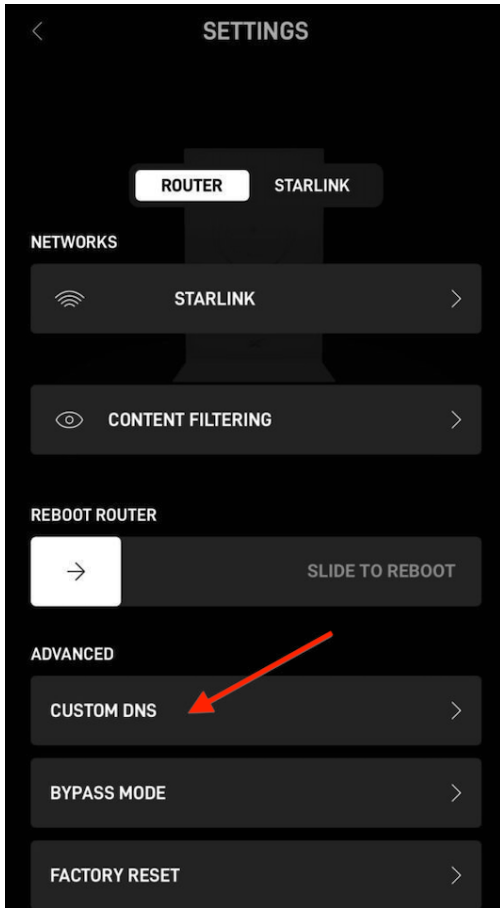 SETTINGS
ROUTER STARLINK
NETWORKS
STARLINK
CONTENT FILTERING
REBOOT ROUTER
SLIDE TO REBOOT
ADVANCED
CUSTOM DNS
BYPASS MODE
FACTORY RESET